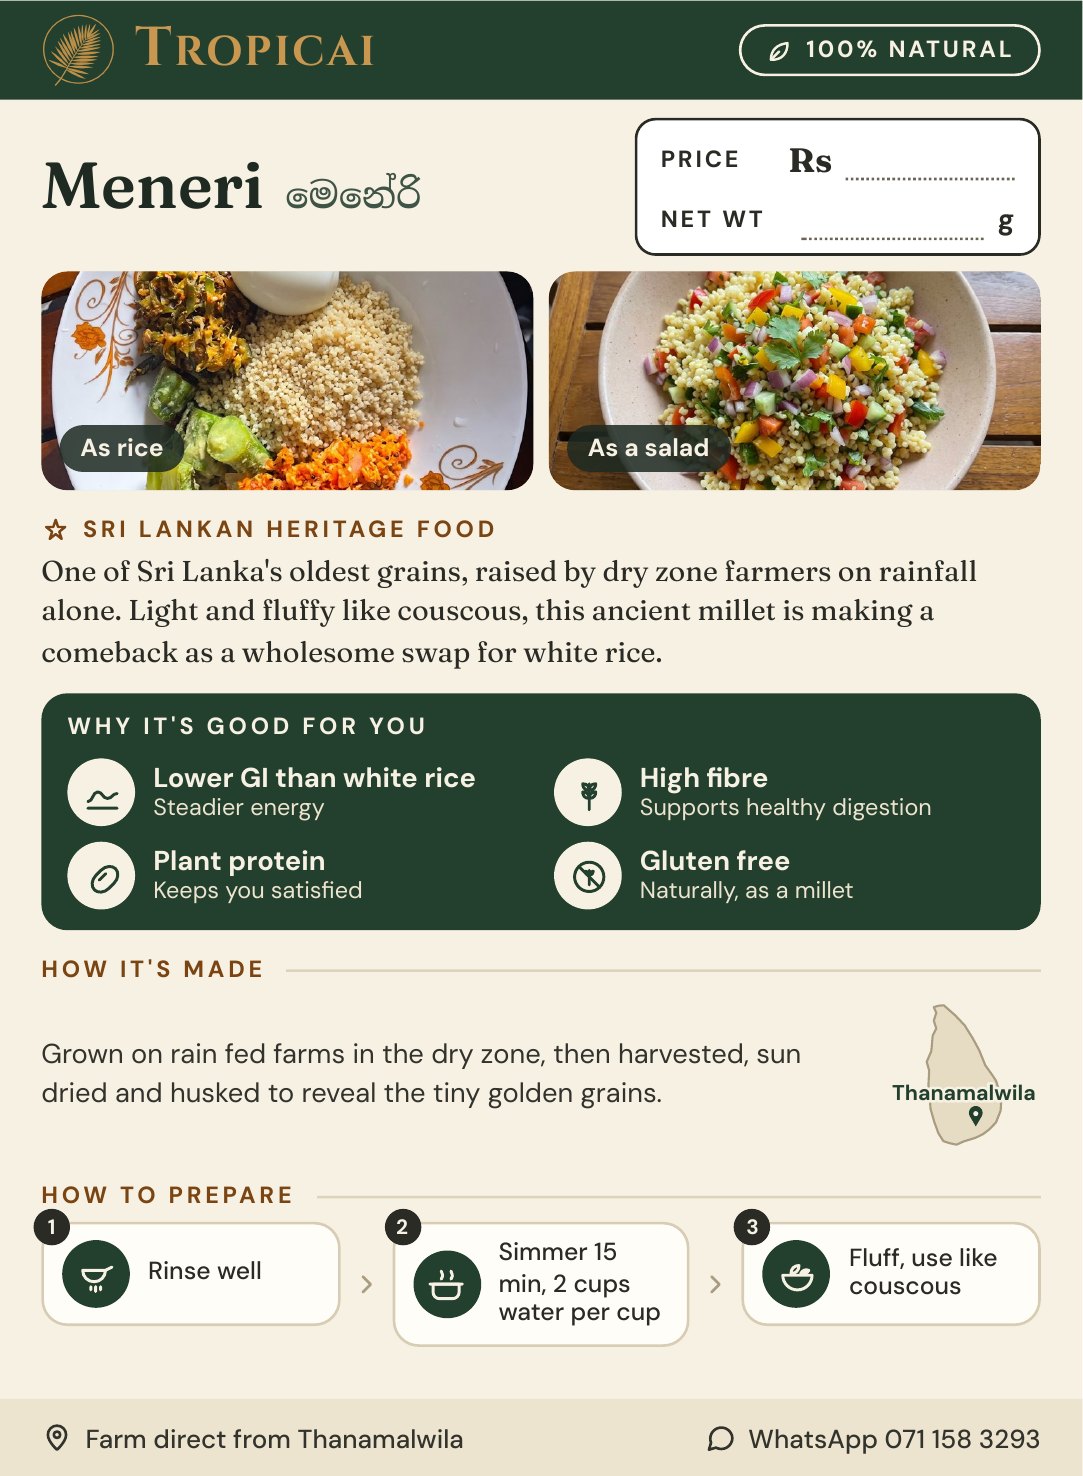 TROPICAI
100% NATURAL
Meneri මෙනේරි
PRICE Rs
NET WT g
As rice
As a salad
SRI LANKAN HERITAGE FOOD
One of Sri Lanka's oldest grains, raised by dry zone farmers on rainfall
alone. Light and fluffy like couscous, this ancient millet is making a
comeback as a wholesome swap for white rice.
WHY IT'S GOOD FOR YOU
Lower GI than white rice
Steadier energy
High fibre
Supports healthy digestion
Plant protein
Keeps you satisfied
Gluten free
Naturally, as a millet
HOW IT'S MADE
Grown on rain fed farms in the dry zone, then harvested, sun
dried and husked to reveal the tiny golden grains.
Thanamalwila
HOW TO PREPARE
1
Rinse well
2
Simmer 15
min, 2 cups
water per cup
3
Fluff, use like
couscous
Farm direct from Thanamalwila
WhatsApp 071 158 3293